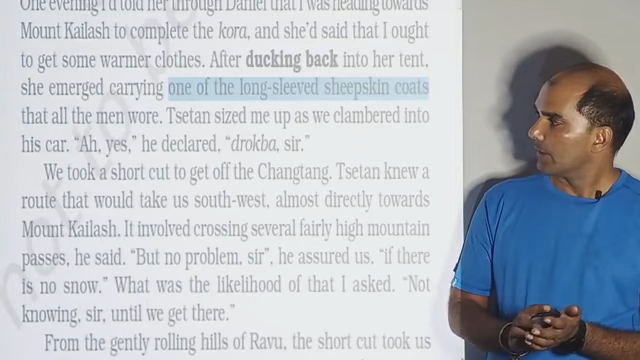 One evening I'd told her through Daniel that I was heading towards
Mount Kailash to complete the kora, and she'd said that I ought
to get some warmer clothes. After ducking back into her tent,
she emerged carrying one of the long-sleeved sheepskin coats
that all the men wore. Tsetan sized me up as we clambered into
his car. “Ah, yes,” he declared, “drokba, sir.”
We took a short cut to get off the Changtang. Tsetan knew a
route that would take us south-west, almost directly towards
Mount Kailash. It involved crossing several fairly high mountain
passes, he said. “But no problem, sir”, he assured us, “if there
is no snow.” What was the likelihood of that I asked. “Not
knowing, sir, until we get there.”
From the gently rolling hills of Ravu, the short cut took us
not to be